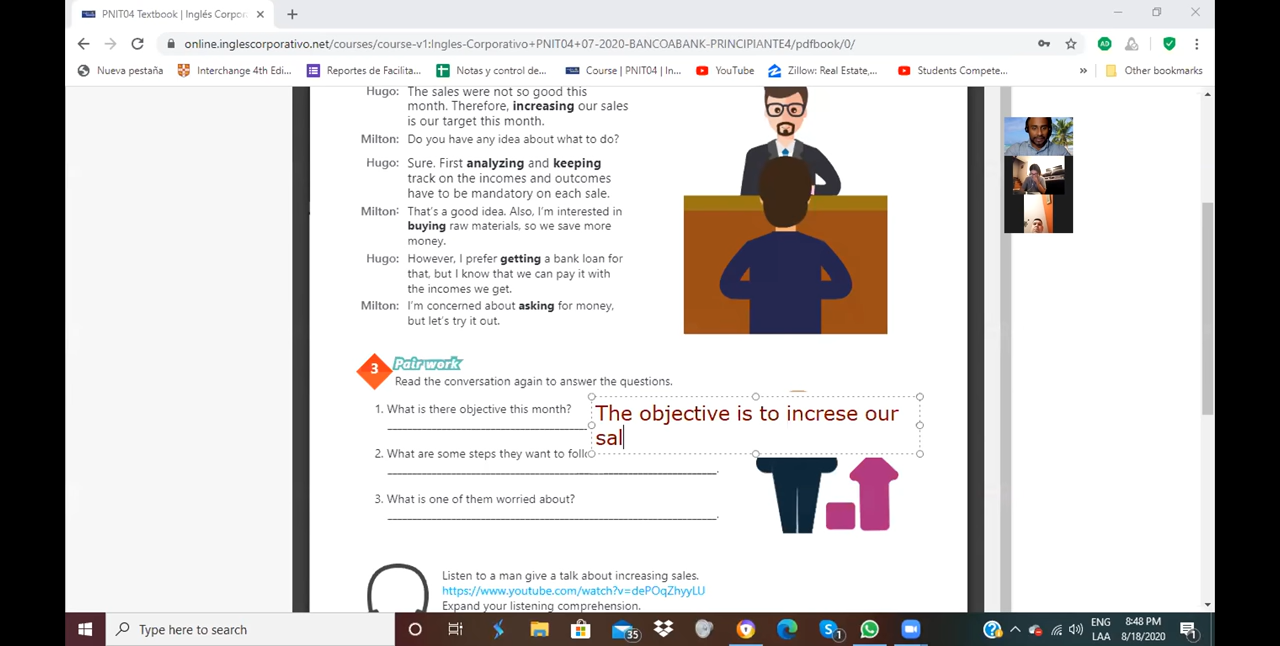 PNIT04 Textbook | Inglés Corpor
online.inglescorporativo.net/courses/course-v1:Ingles-Corporativo+PNIT04+07-2020-BANCOABANK-PRINCIPIANTE4/pdfbook/0/
Nueva pestaña
Interchange 4th Edi...
Reportes de Facilita...
Notas y control de...
Course | PNIT04 | In...
YouTube
Zillow: Real Estate,...
Students Compete...
»
Other bookmarks
Hugo: The sales were not so good this
month. Therefore, increasing our sales
is our target this month.
Milton: Do you have any idea about what to do?
Hugo: Sure. First analyzing and keeping
track on the incomes and outcomes
have to be mandatory on each sale.
Milton: That's a good idea. Also, I'm interested in
buying raw materials, so we save more
money.
Hugo: However, I prefer getting a bank loan for
that, but I know that we can pay it with
the incomes we get.
Milton: I'm concerned about asking for money,
but let's try it out.
3 Pair work
Read the conversation again to answer the questions.
1. What is there objective this month?
The objective is to increse our
sal
2. What are some steps they want to follo
3. What is one of them worried about?
Listen to a man give a talk about increasing sales.
https://www.youtube.com/watch?v=dePOqZhyyLU
Expand your listening comprehension.
Type here to search
35
1
ENG
LAA
8:48 PM
8/18/2020
1